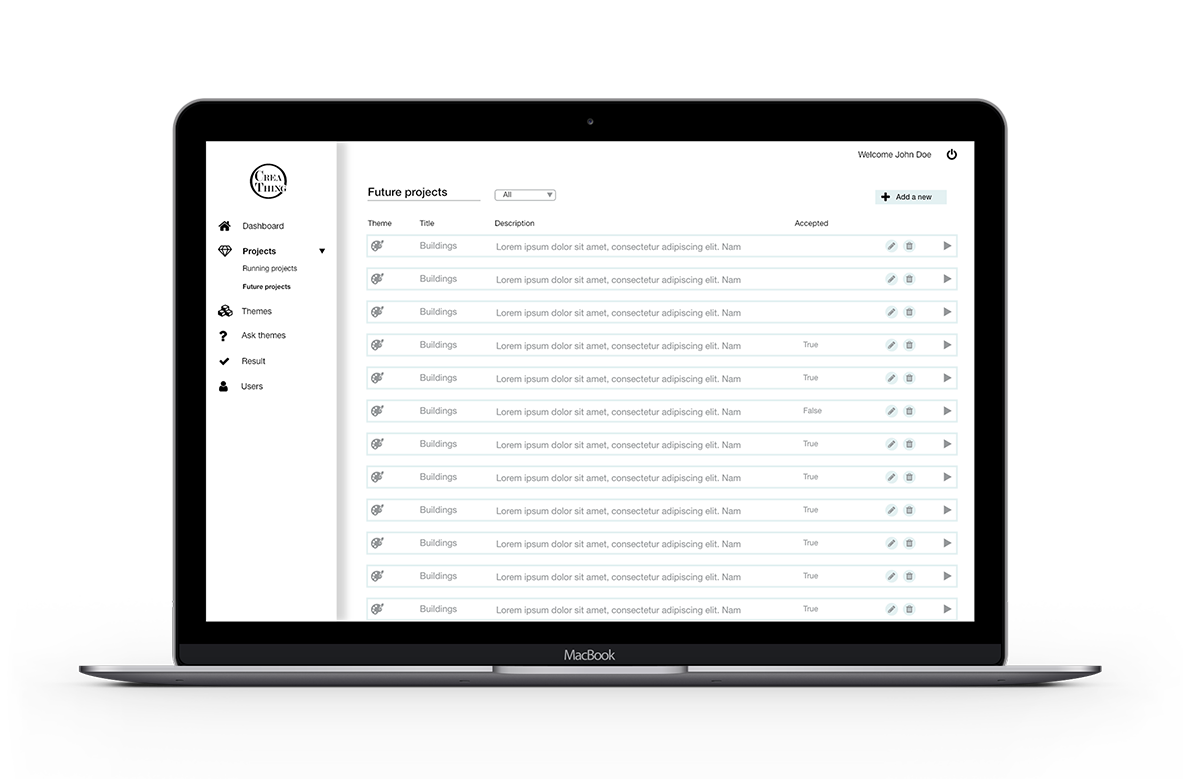 CREA
THING
Dashboard
Projects
Running projects
Future projects
Themes
Ask themes
Result
Users
Welcome John Doe
Future projects
All
Add a new
Theme Title Description Accepted
Buildings Lorem ipsum dolor sit amet, consectetur adipiscing elit. Nam
Buildings Lorem ipsum dolor sit amet, consectetur adipiscing elit. Nam
Buildings Lorem ipsum dolor sit amet, consectetur adipiscing elit. Nam
Buildings Lorem ipsum dolor sit amet, consectetur adipiscing elit. Nam True
Buildings Lorem ipsum dolor sit amet, consectetur adipiscing elit. Nam True
Buildings Lorem ipsum dolor sit amet, consectetur adipiscing elit. Nam False
Buildings Lorem ipsum dolor sit amet, consectetur adipiscing elit. Nam True
Buildings Lorem ipsum dolor sit amet, consectetur adipiscing elit. Nam True
Buildings Lorem ipsum dolor sit amet, consectetur adipiscing elit. Nam True
Buildings Lorem ipsum dolor sit amet, consectetur adipiscing elit. Nam True
Buildings Lorem ipsum dolor sit amet, consectetur adipiscing elit. Nam True
Buildings Lorem ipsum dolor sit amet, consectetur adipiscing elit. Nam True
MacBook